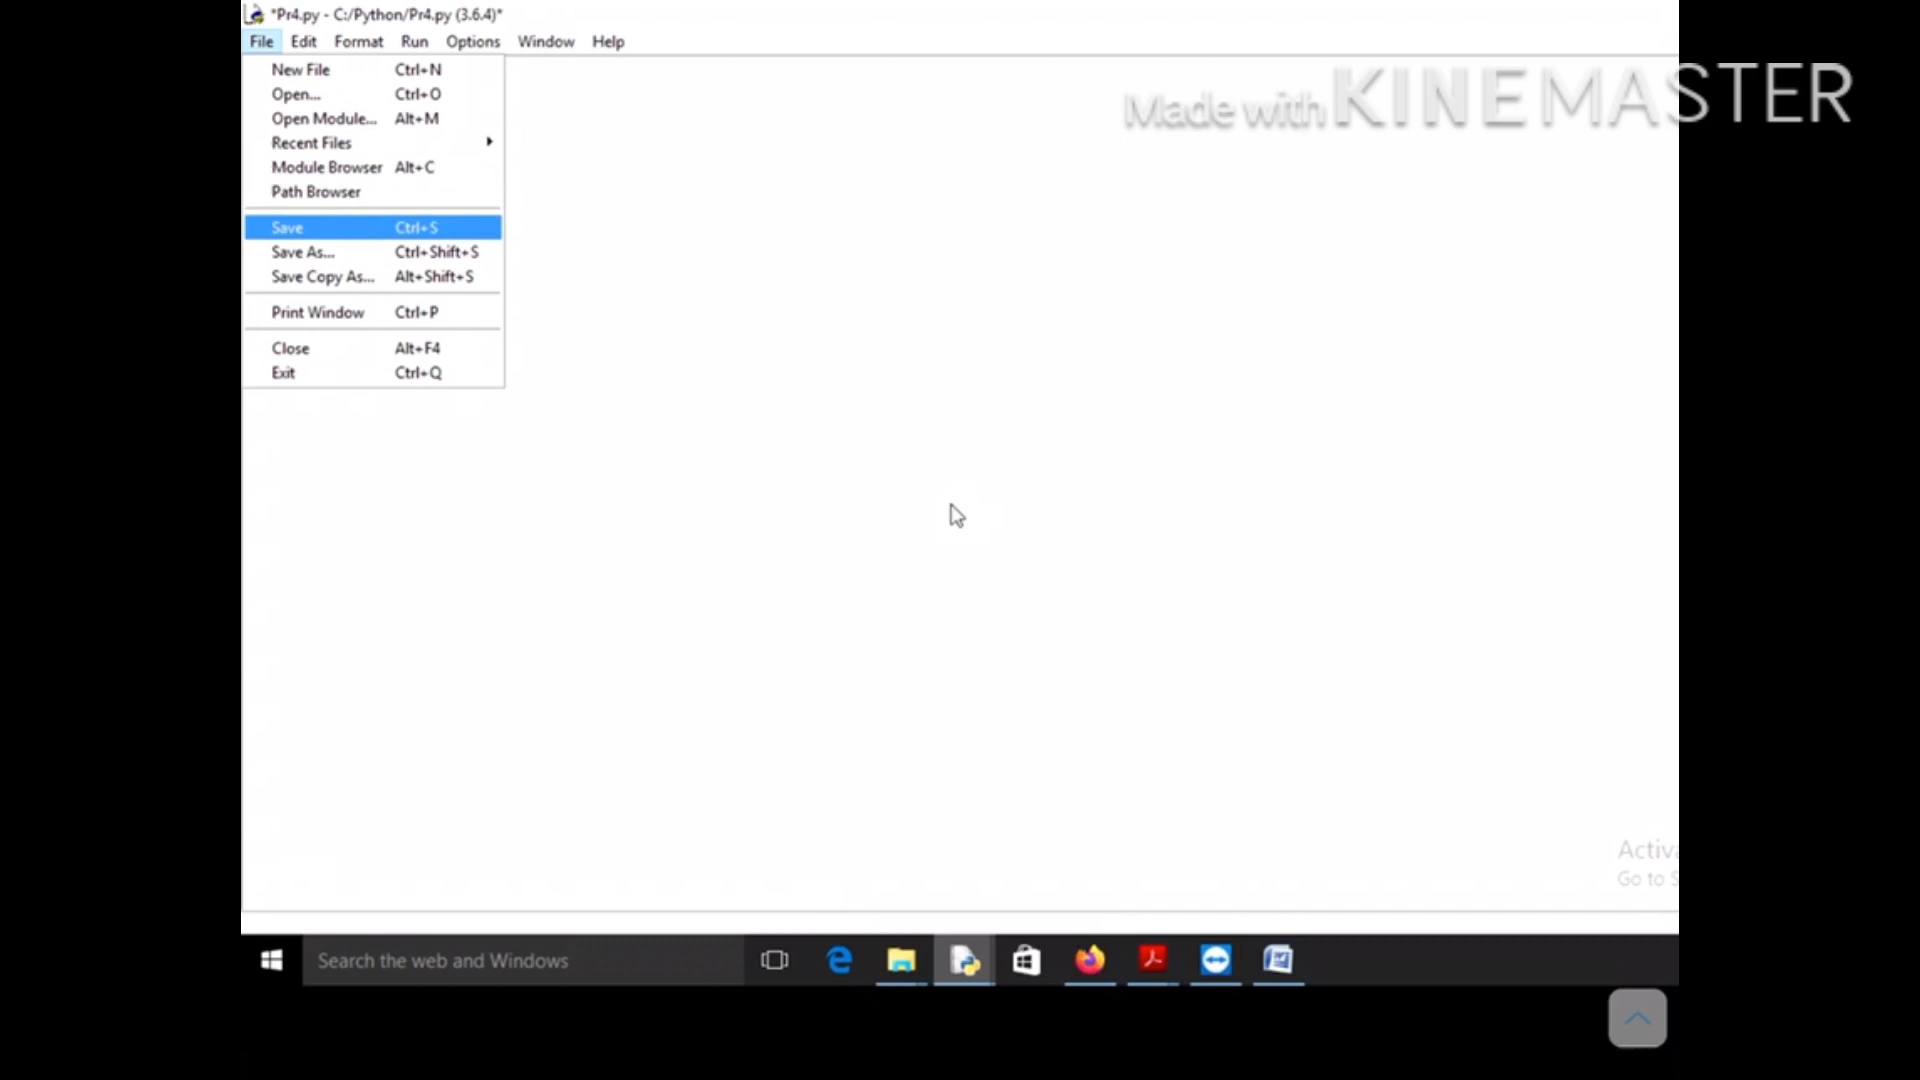 *Pr4.py - C:/Python/Pr4.py (3.6.4)*
File Edit Format Run Options Window Help
Made with KINEMASTER
New File Ctrl+N
Open... Ctrl+O
Open Module... Alt+M
Recent Files
Module Browser Alt+C
Path Browser
Save Ctrl+S
Save As... Ctrl+Shift+S
Save Copy As... Alt+Shift+S
Print Window Ctrl+P
Close Alt+F4
Exit Ctrl+Q
Activa
Go to S
Search the web and Windows